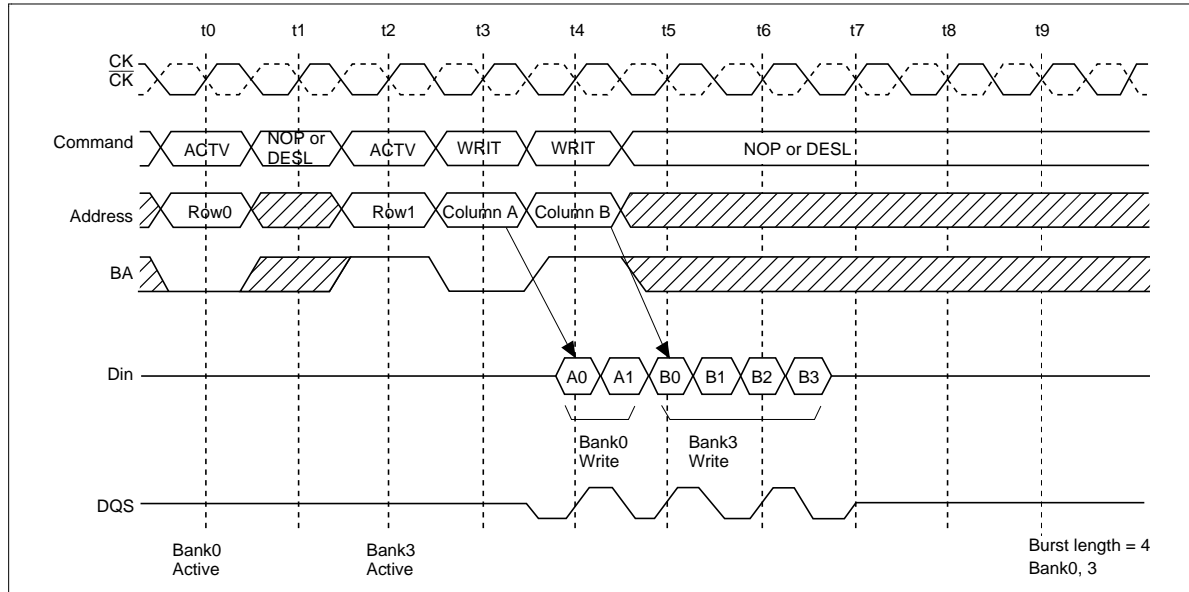 t0 t1 t2 t3 t4 t5 t6 t7 t8 t9
CK
CK
Command ACTV NOP or DESL ACTV WRIT WRIT NOP or DESL
Address Row0 Row1 Column A Column B
BA
Din A0 A1 B0 B1 B2 B3
Bank0 Bank3
Write Write
DQS
Bank0 Bank3 Burst length = 4
Active Active Bank0, 3